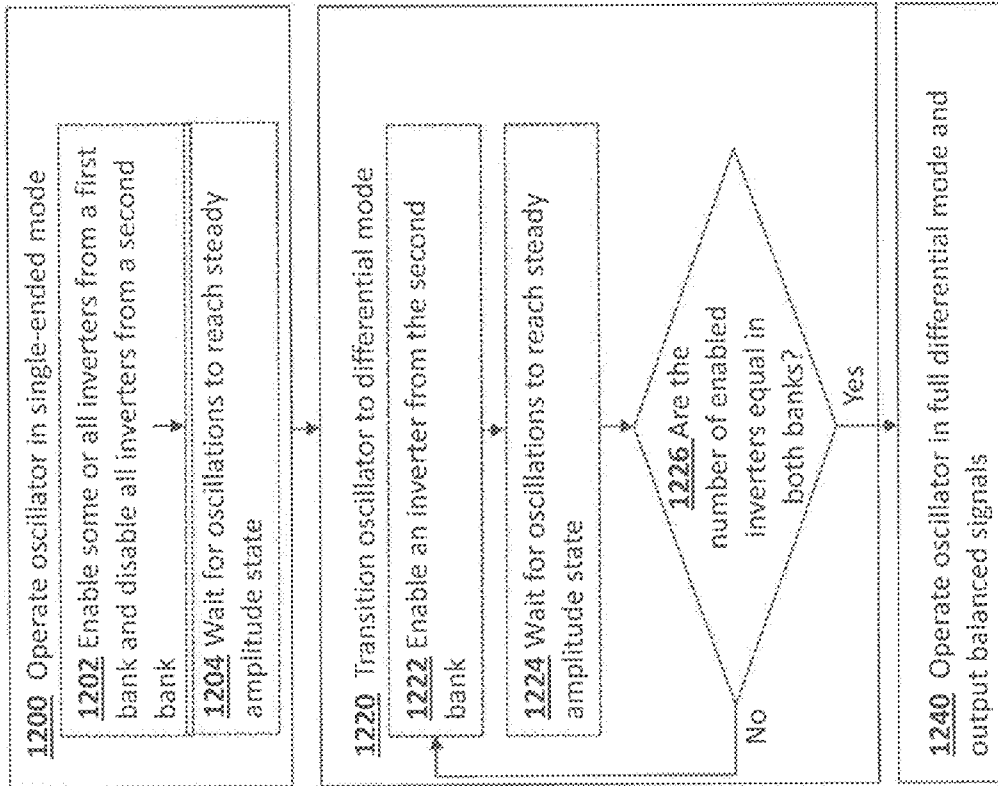 1200 Operate oscillator in single-ended mode
1202 Enable some or all inverters from a first
bank and disable all inverters from a second
bank
1204 Wait for oscillations to reach steady
amplitude state
1220 Transition oscillator to differential mode
1222 Enable an inverter from the second
bank
1224 Wait for oscillations to reach steady
amplitude state
1226 Are the
number of enabled
inverters equal in
both banks?
No
Yes
1240 Operate oscillator in full differential mode and
output balanced signals